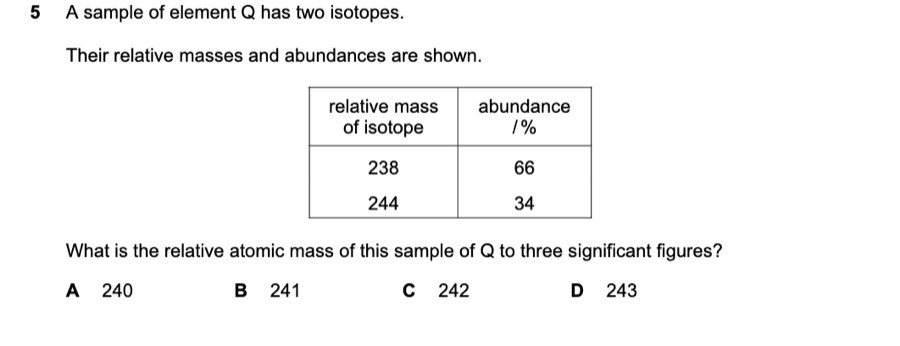 5 A sample of element Q has two isotopes.
Their relative masses and abundances are shown.
relative mass of isotope abundance / %
238 66
244 34
What is the relative atomic mass of this sample of Q to three significant figures?
A 240 B 241 C 242 D 243